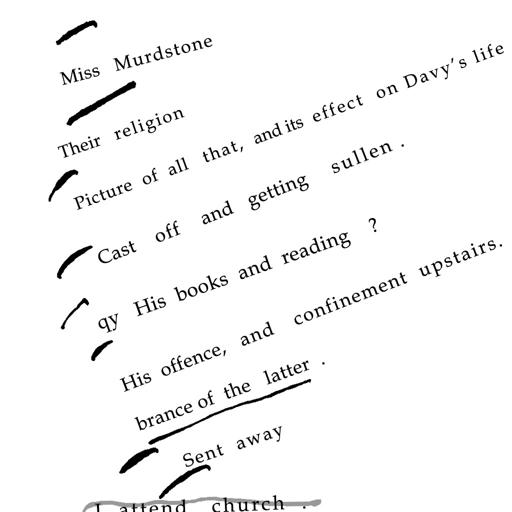 Miss Murdstone
Their religion
Picture of all that, and its effect on Davy's life
Cast off and getting sullen .
qy His books and reading ?
His offence, and confinement upstairs.
brance of the latter .
Sent away
I attend church .